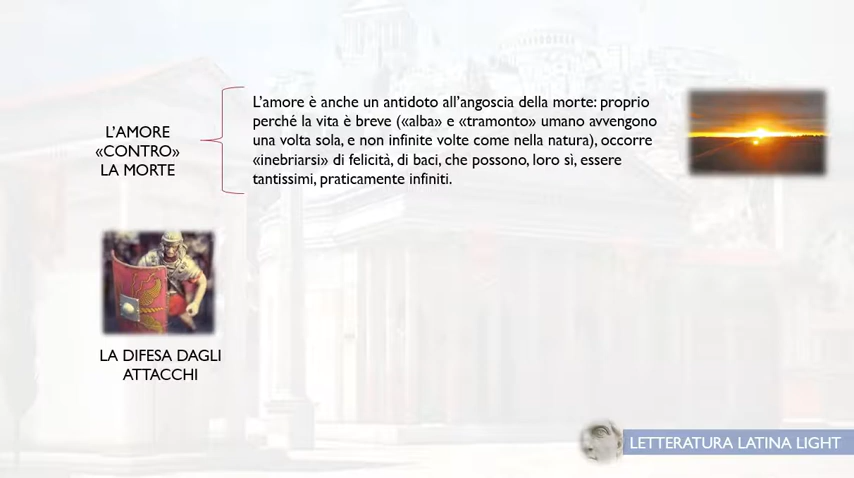 L'AMORE
«CONTRO»
LA MORTE
L'amore è anche un antidoto all'angoscia della morte: proprio
perché la vita è breve («alba» e «tramonto» umano avvengono
una volta sola, e non infinite volte come nella natura), occorre
«inebriarsi» di felicità, di baci, che possono, loro sì, essere
tantissimi, praticamente infiniti.
LA DIFESA DAGLI
ATTACCHI
LETTERATURA LATINA LIGHT